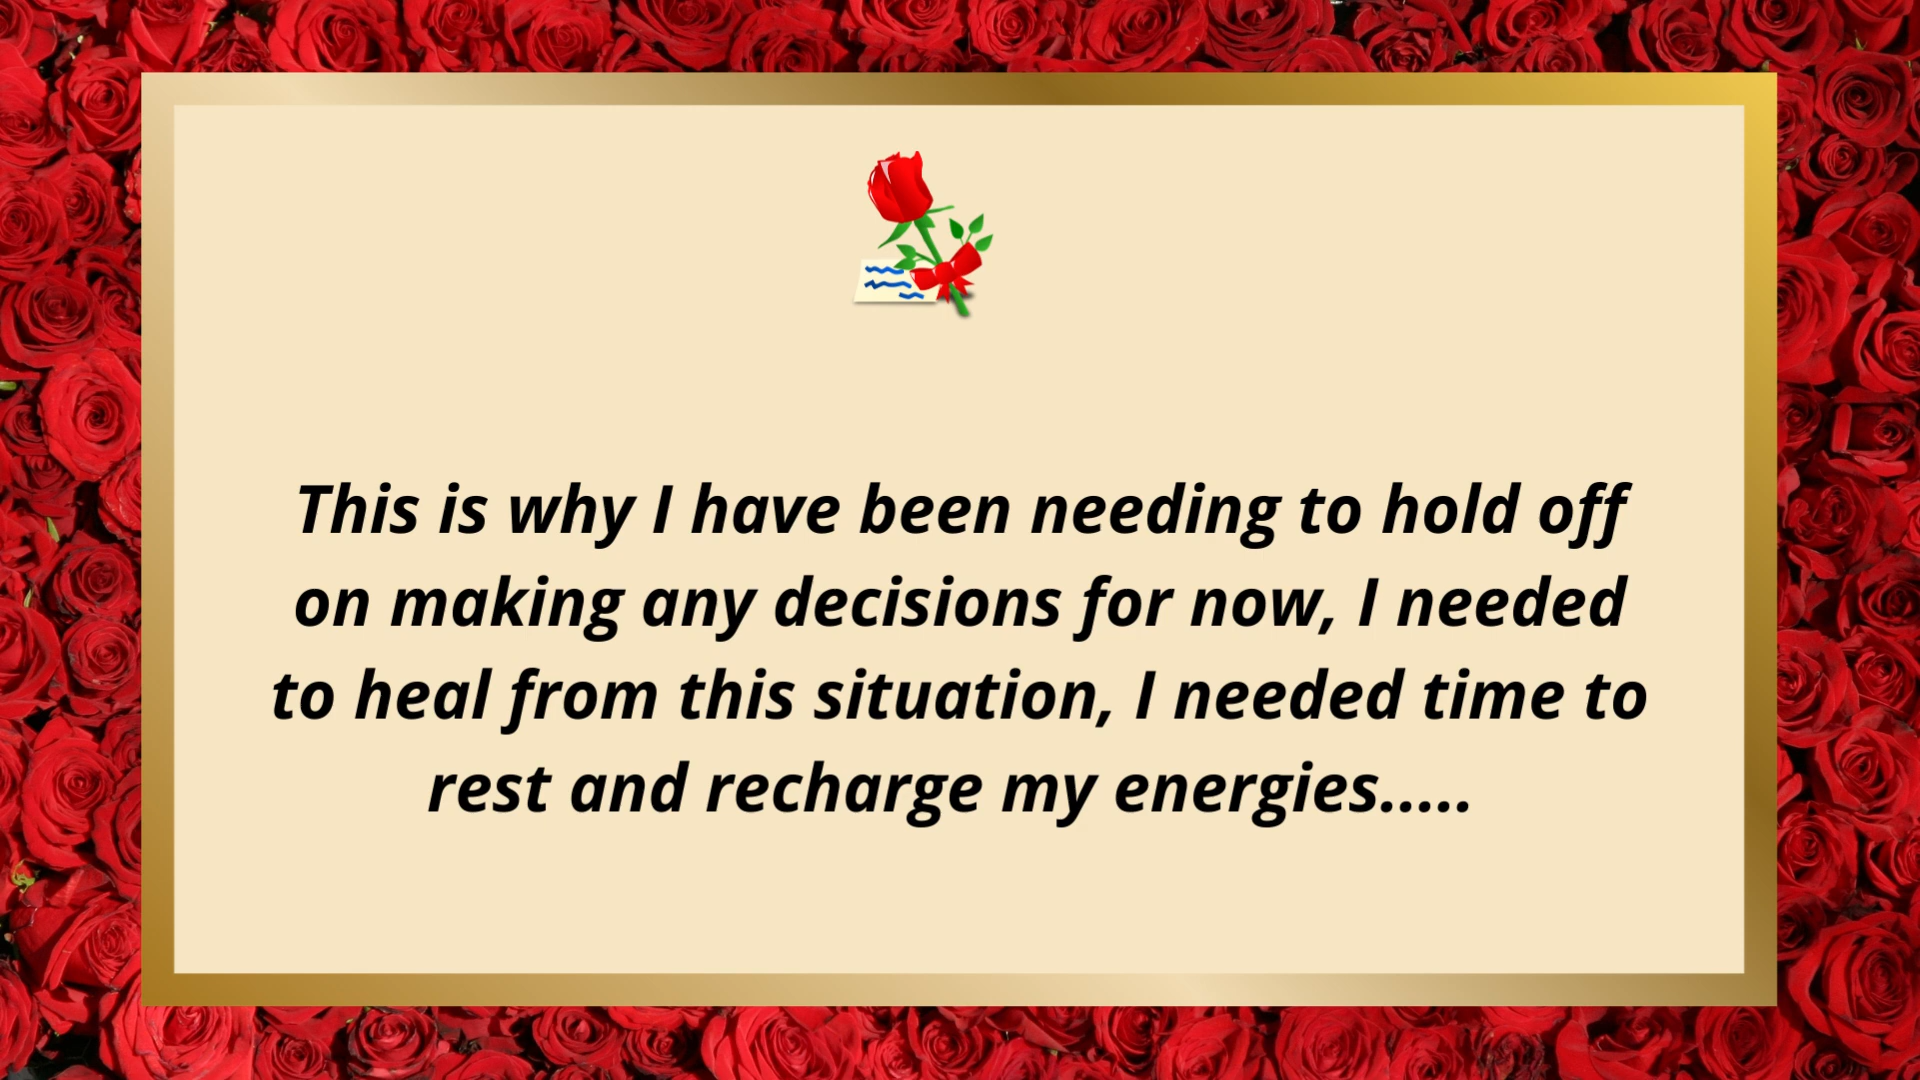 This is why I have been needing to hold off
on making any decisions for now, I needed
to heal from this situation, I needed time to
rest and recharge my energies.....